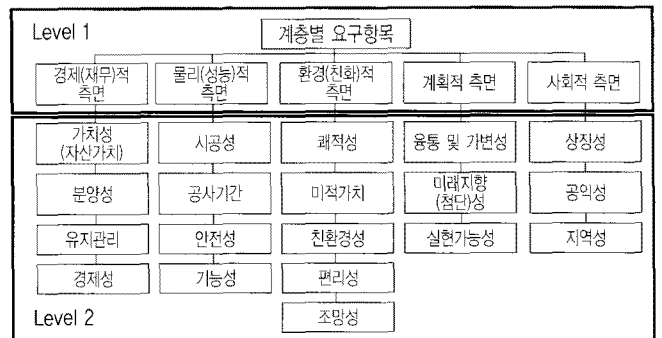 Level 1
계층별 요구항목
경제(재무)적
측면
물리(성능)적
측면
환경(친화)적
측면
계획적 측면
사회적 측면
가치성
(자산가치)
시공성
쾌적성
융통 및 가변성
상징성
분양성
공사기간
미적가치
미래지향
(첨단)성
공익성
유지관리
안전성
친환경성
실현가능성
지역성
경제성
기능성
편리성
조망성
Level 2